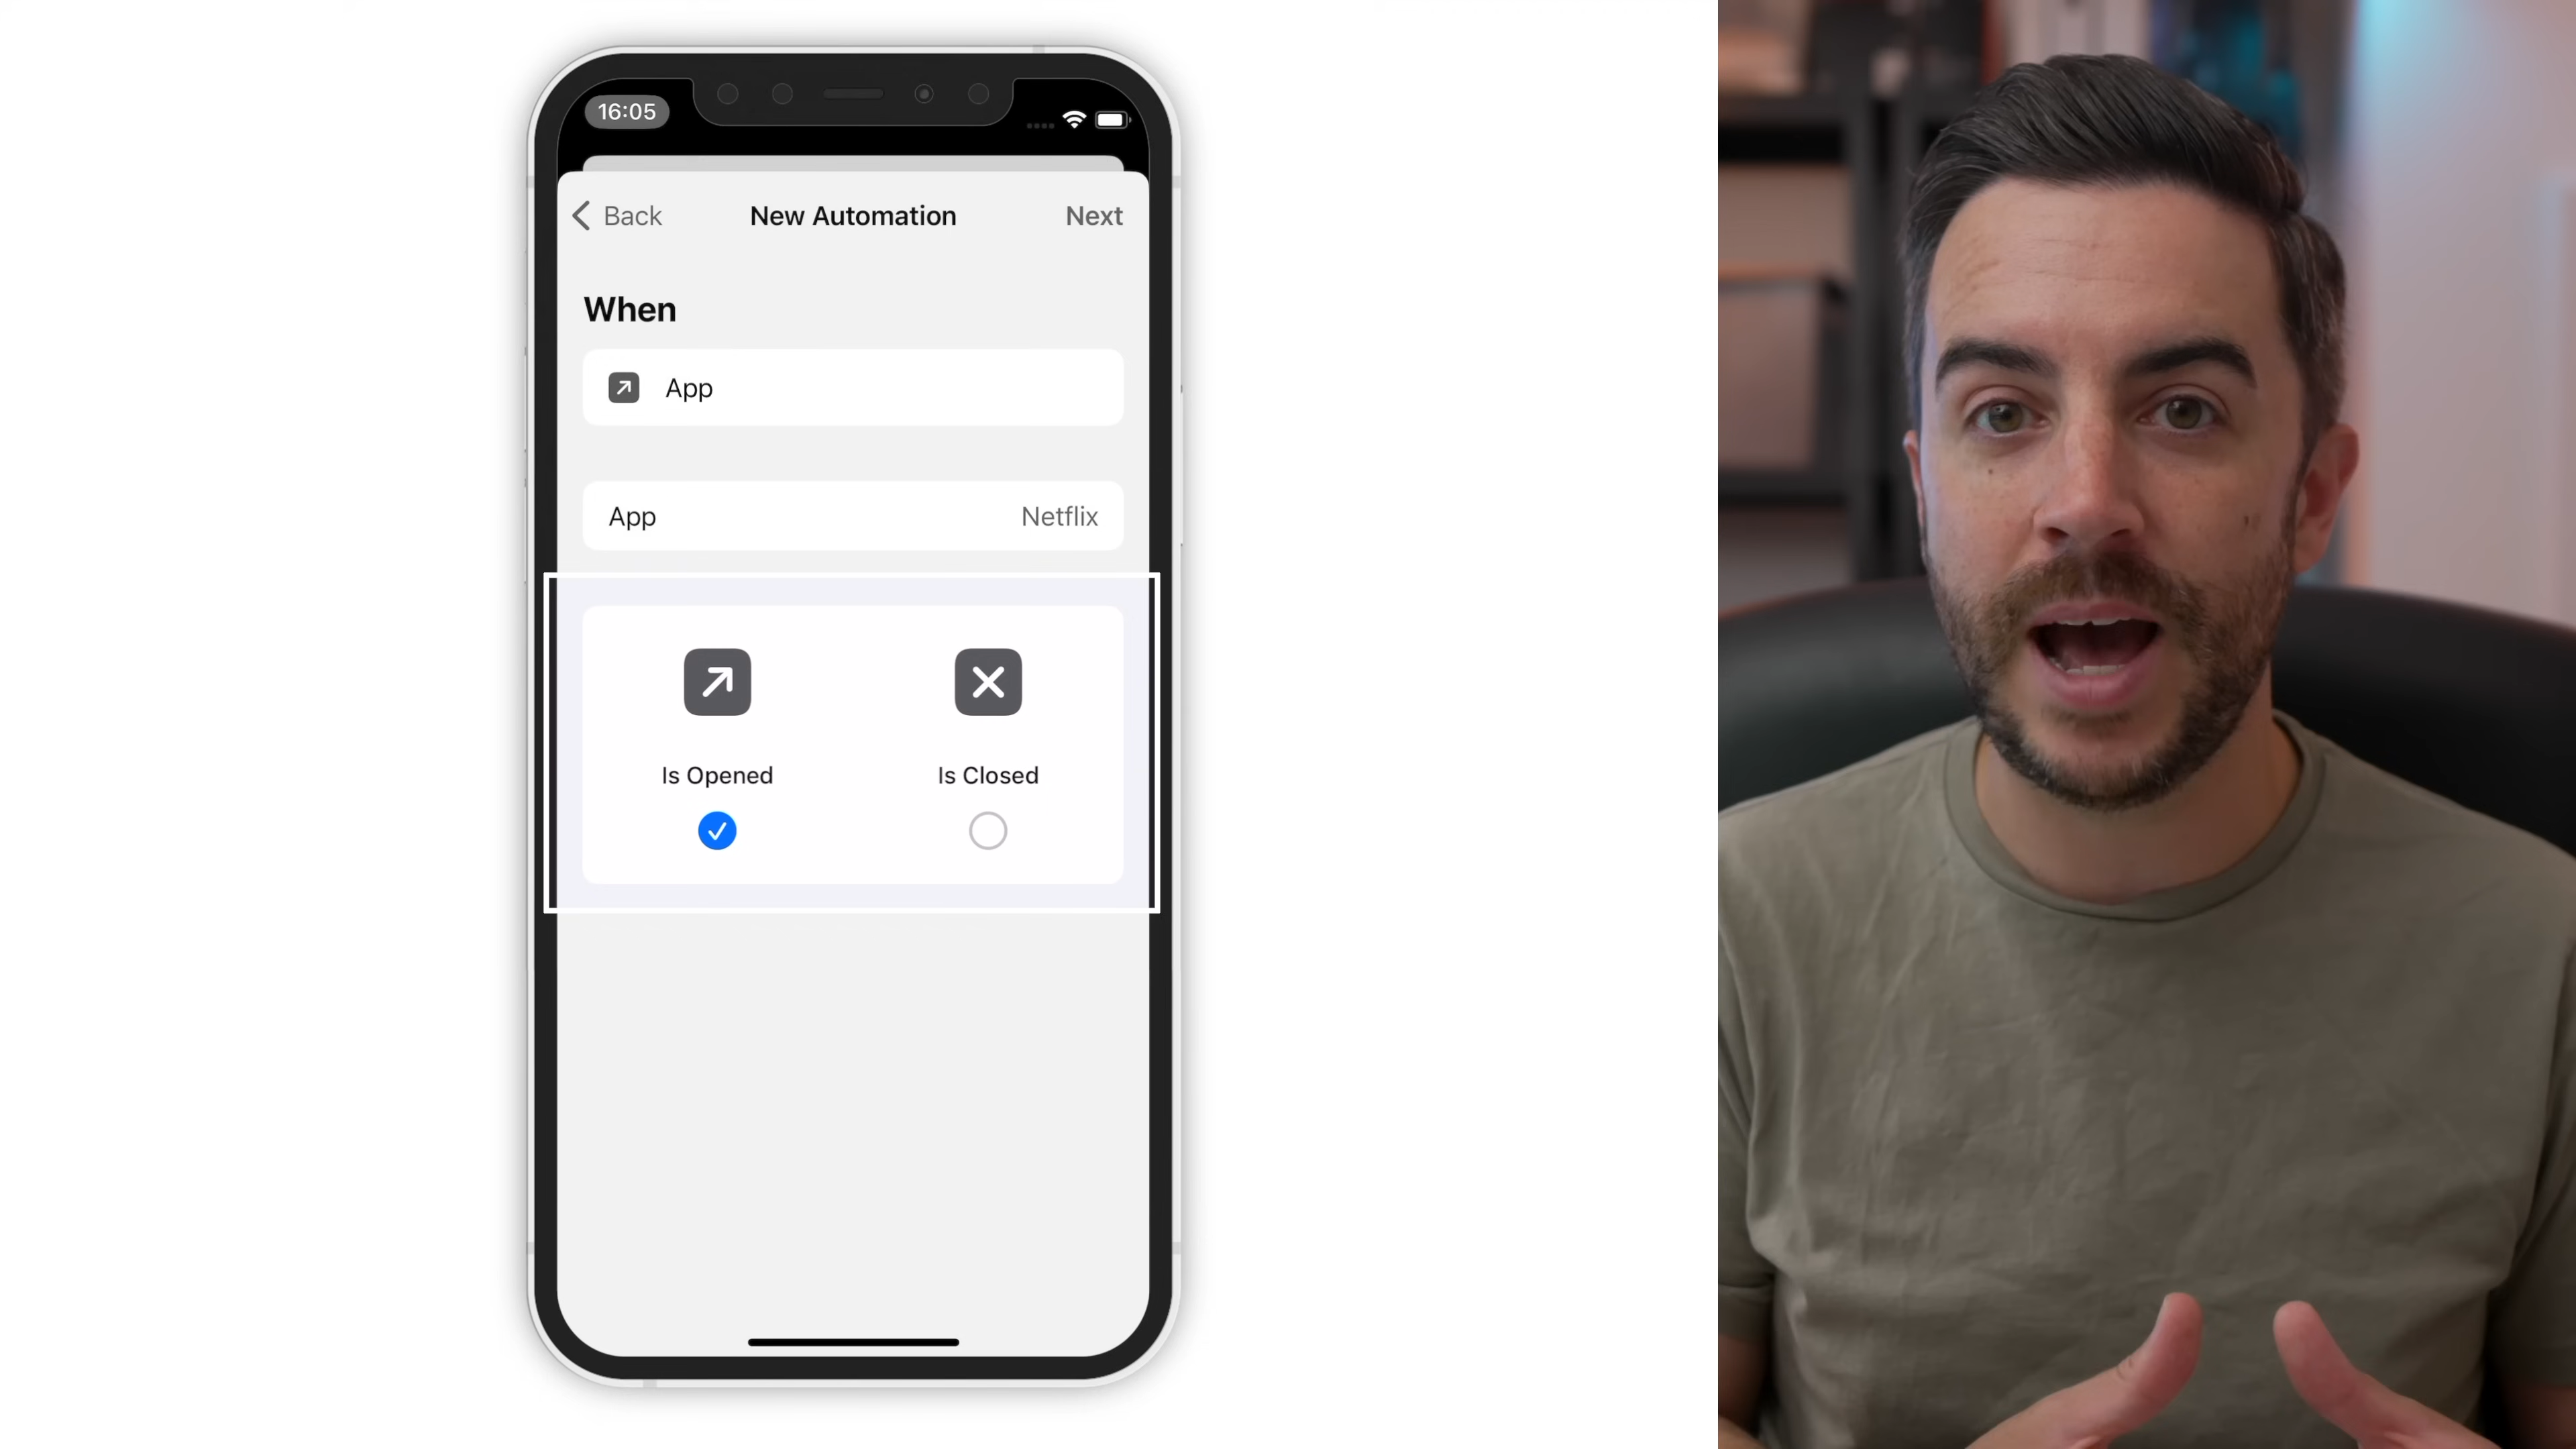 16:05
Back
New Automation
Next
When
App
App
Netflix
Is Opened
Is Closed